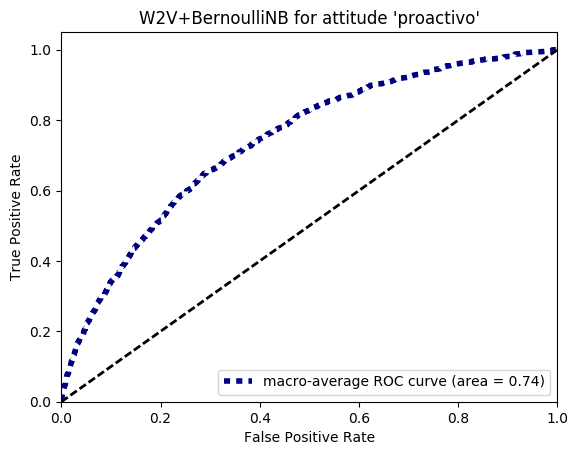 W2V+BernoulliNB for attitude 'proactivo'
True Positive Rate
1.0
0.8
0.6
0.4
0.2
0.0
macro-average ROC curve (area = 0.74)
0.0 0.2 0.4 0.6 0.8 1.0
False Positive Rate